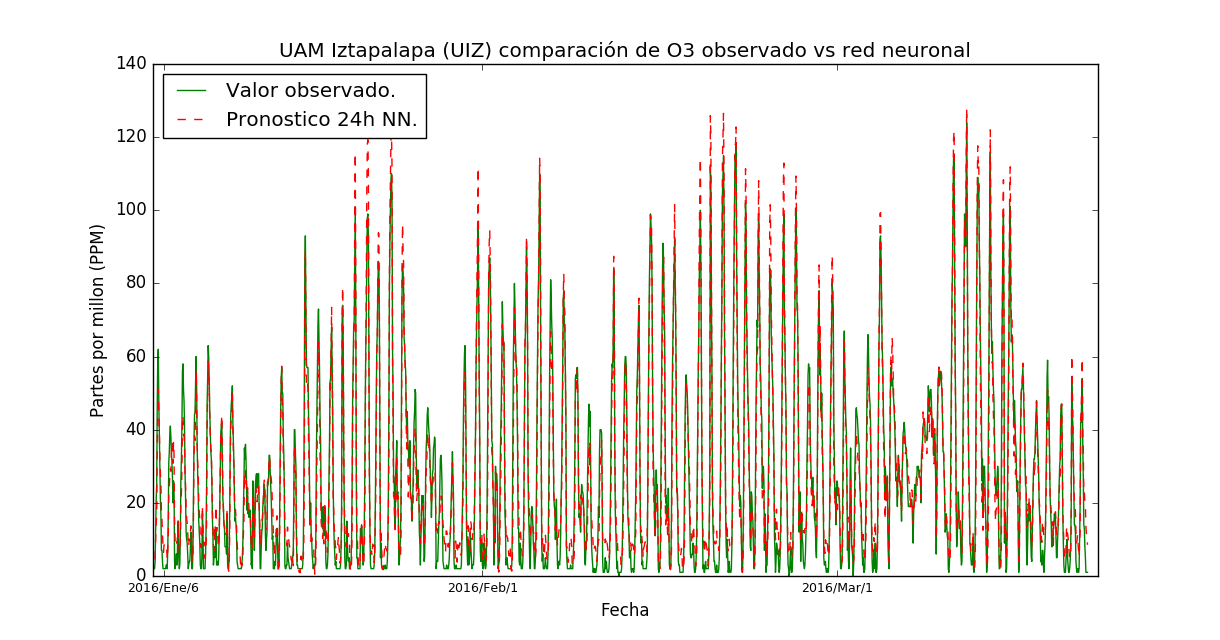 UAM Iztapalapa (UIZ) comparación de O3 observado vs red neuronal
Valor observado.
Pronostico 24h NN.
Partes por millon (PPM)
140
120
100
80
60
40
20
0
2016/Ene/6
2016/Feb/1
2016/Mar/1
Fecha